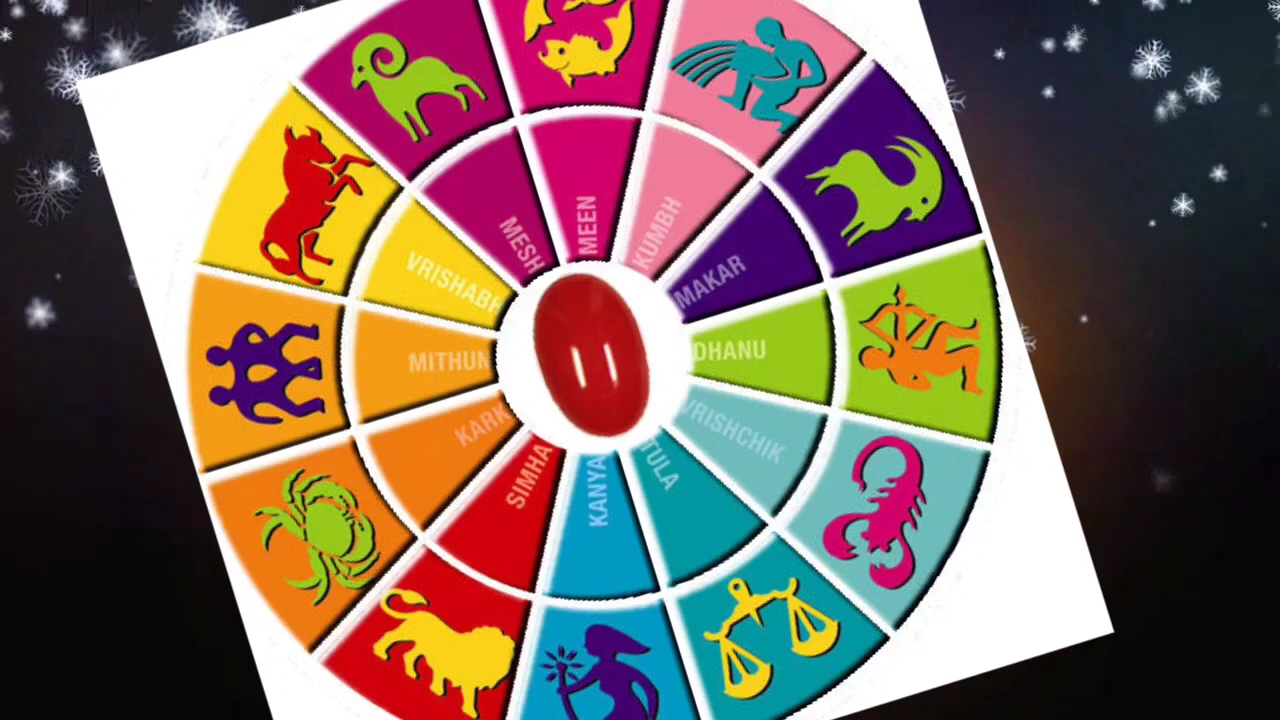 MESH
MEEN
KUMBH
MAKAR
DHANU
VRISHCHIK
TULA
KANYA
SIMHA
KARK
MITHUN
VRISHABH